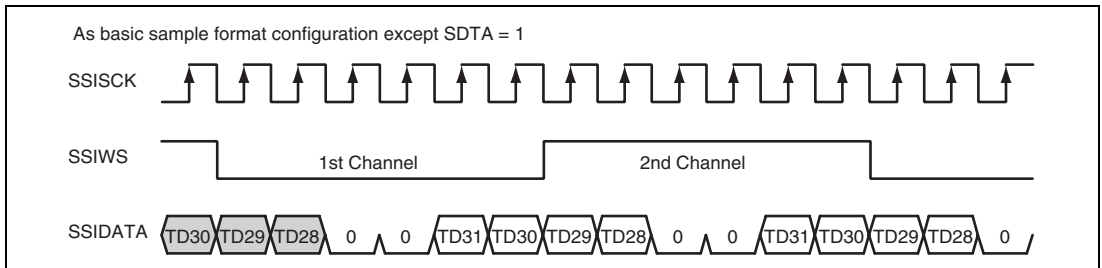 As basic sample format configuration except SDTA = 1
SSISCK
SSIWS 1st Channel 2nd Channel
SSIDATA TD30 TD29 TD28 0 0 TD31 TD30 TD29 TD28 0 0 TD31 TD30 TD29 TD28 0